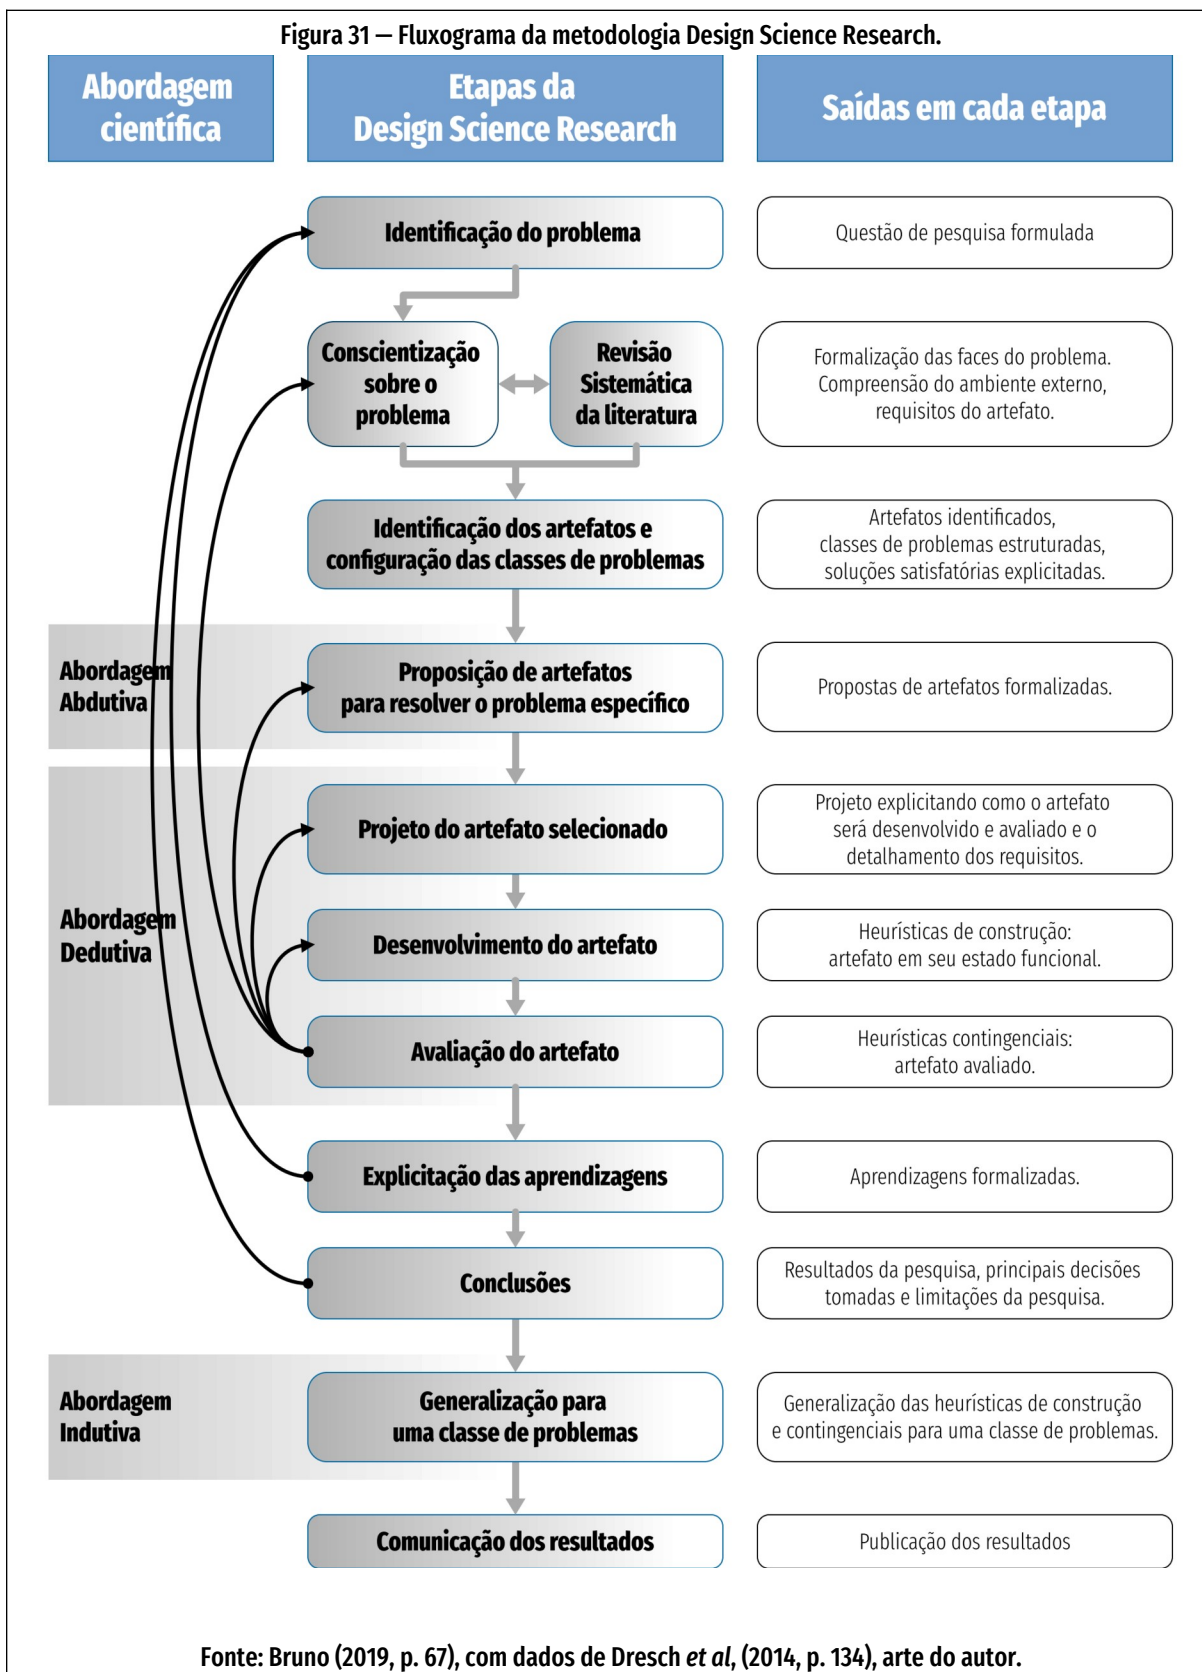 Figura 31 — Fluxograma da metodologia Design Science Research.
Abordagem
científica
Etapas da
Design Science Research
Saídas em cada etapa
Identificação do problema
Questão de pesquisa formulada
Conscientização
sobre o
problema
Revisão
Sistemática
da literatura
Formalização das faces do problema.
Compreensão do ambiente externo,
requisitos do artefato.
Identificação dos artefatos e
configuração das classes de problemas
Artefatos identificados,
classes de problemas estruturadas,
soluções satisfatórias explicitadas.
Abordagem
Abdutiva
Proposição de artefatos
para resolver o problema específico
Propostas de artefatos formalizadas.
Projeto do artefato selecionado
Projeto explicitando como o artefato
será desenvolvido e avaliado e o
detalhamento dos requisitos.
Abordagem
Dedutiva
Desenvolvimento do artefato
Heurísticas de construção:
artefato em seu estado funcional.
Avaliação do artefato
Heurísticas contingenciais:
artefato avaliado.
Explicitação das aprendizagens
Aprendizagens formalizadas.
Conclusões
Resultados da pesquisa, principais decisões
tomadas e limitações da pesquisa.
Abordagem
Indutiva
Generalização para
uma classe de problemas
Generalização das heurísticas de construção
e contingenciais para uma classe de problemas.
Comunicação dos resultados
Publicação dos resultados
Fonte: Bruno (2019, p. 67), com dados de Dresch et al, (2014, p. 134), arte do autor.